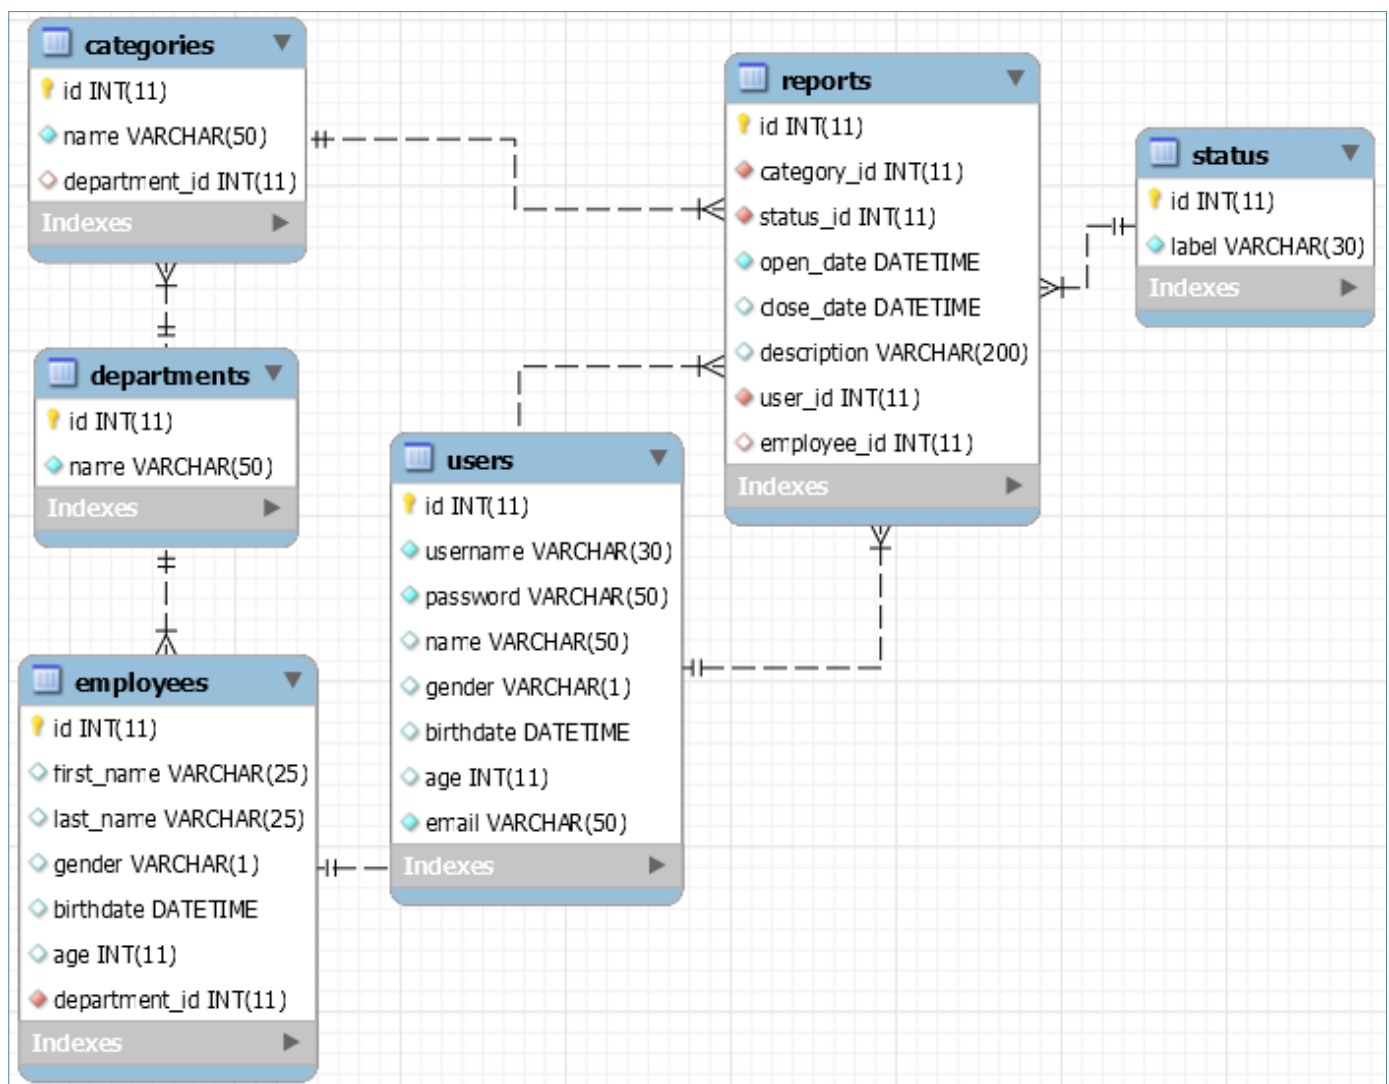 categories
id INT(11)
name VARCHAR(50)
department_id INT(11)
Indexes
departments
id INT(11)
name VARCHAR(50)
Indexes
employees
id INT(11)
first_name VARCHAR(25)
last_name VARCHAR(25)
gender VARCHAR(1)
birthdate DATETIME
age INT(11)
department_id INT(11)
Indexes
users
id INT(11)
username VARCHAR(30)
password VARCHAR(50)
name VARCHAR(50)
gender VARCHAR(1)
birthdate DATETIME
age INT(11)
email VARCHAR(50)
Indexes
reports
id INT(11)
category_id INT(11)
status_id INT(11)
open_date DATETIME
close_date DATETIME
description VARCHAR(200)
user_id INT(11)
employee_id INT(11)
Indexes
status
id INT(11)
label VARCHAR(30)
Indexes